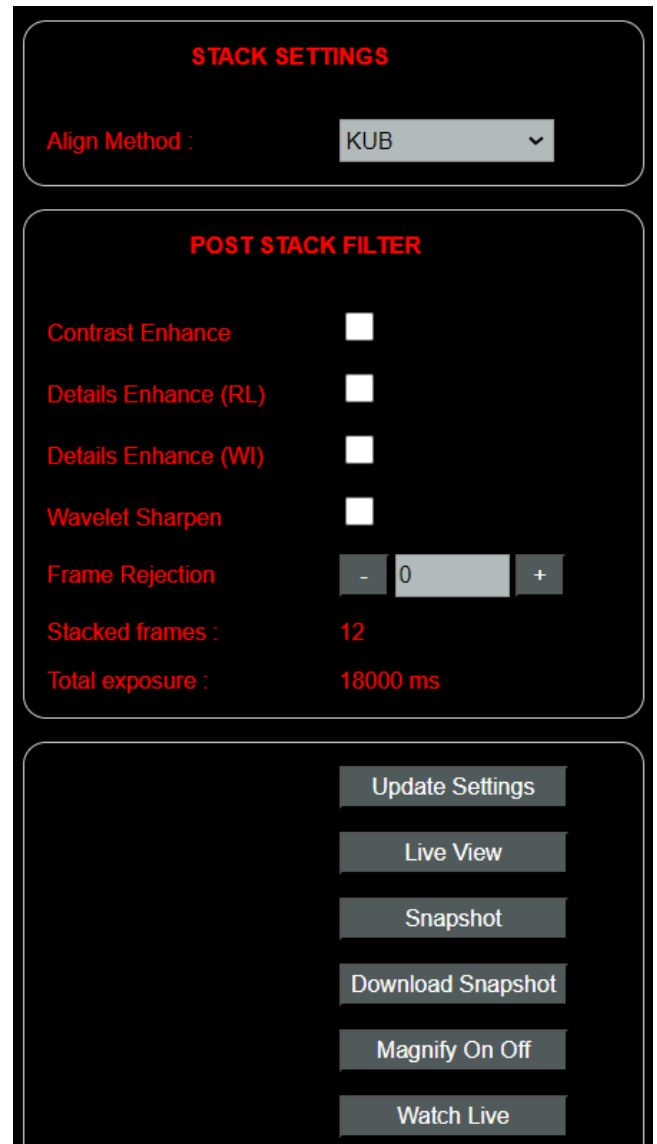 STACK SETTINGS
Align Method : KUB
POST STACK FILTER
Contrast Enhance
Details Enhance (RL)
Details Enhance (WI)
Wavelet Sharpen
Frame Rejection - 0 +
Stacked frames : 12
Total exposure : 18000 ms
Update Settings
Live View
Snapshot
Download Snapshot
Magnify On Off
Watch Live